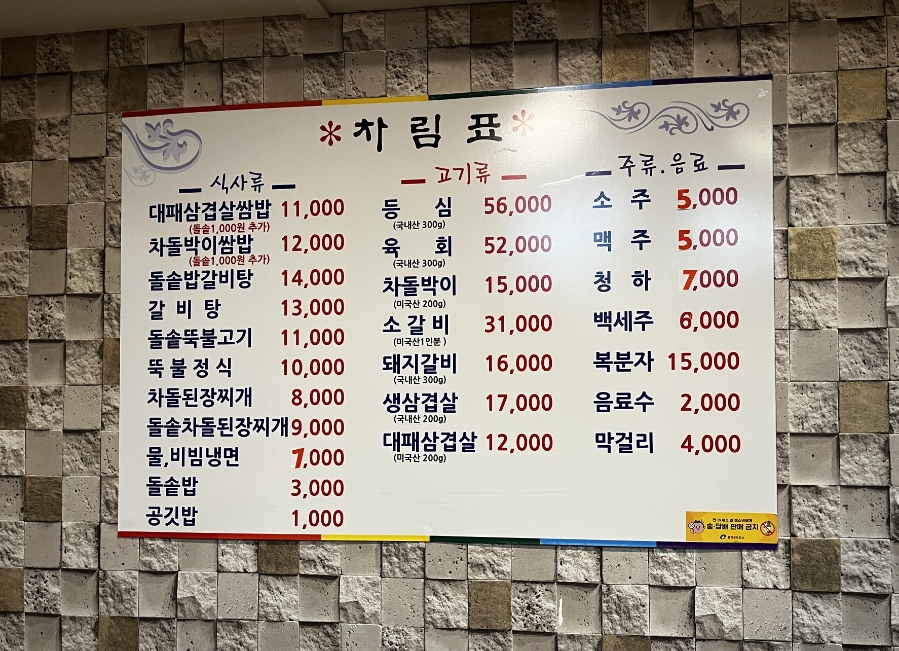 *차림표*
식사류
대패삼겹살쌈밥 11,000
(돌솥1,000원 추가)
차돌박이쌈밥 12,000
(돌솥1,000원 추가)
돌솥밥갈비탕 14,000
갈비탕 13,000
돌솥뚝불고기 11,000
뚝불정식 10,000
차돌된장찌개 8,000
돌솥차돌된장찌개 9,000
물,비빔냉면 7,000
돌솥밥 3,000
공깃밥 1,000
고기류
등심 56,000
(국내산 300g)
육회 52,000
(국내산 300g)
차돌박이 15,000
(미국산 200g)
소갈비 31,000
(미국산1인분)
돼지갈비 16,000
(국내산 300g)
생삼겹살 17,000
(국내산 200g)
대패삼겹살 12,000
(미국산 200g)
주류.음료
소주 5,000
맥주 5,000
청하 7,000
백세주 6,000
복분자 15,000
음료수 2,000
막걸리 4,000
술·담배 판매 금지